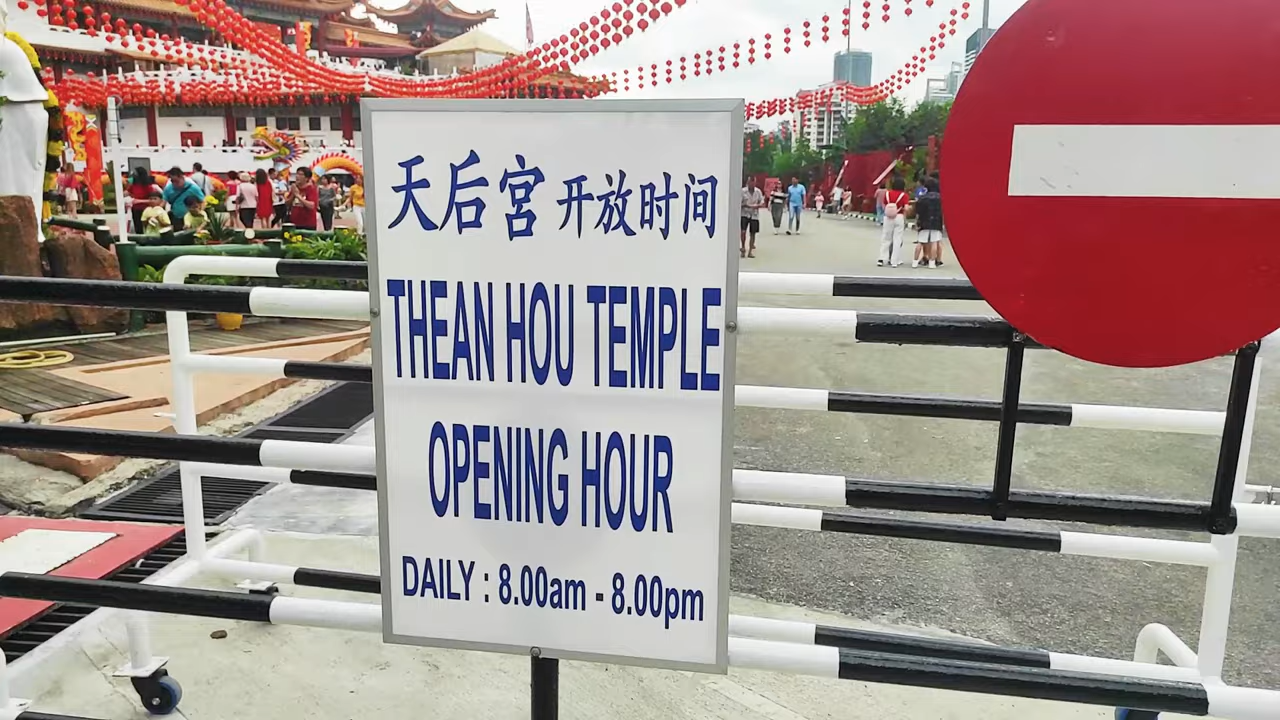 天后宫 开放时间
THEAN HOU TEMPLE
OPENING HOUR
DAILY : 8.00am - 8.00pm